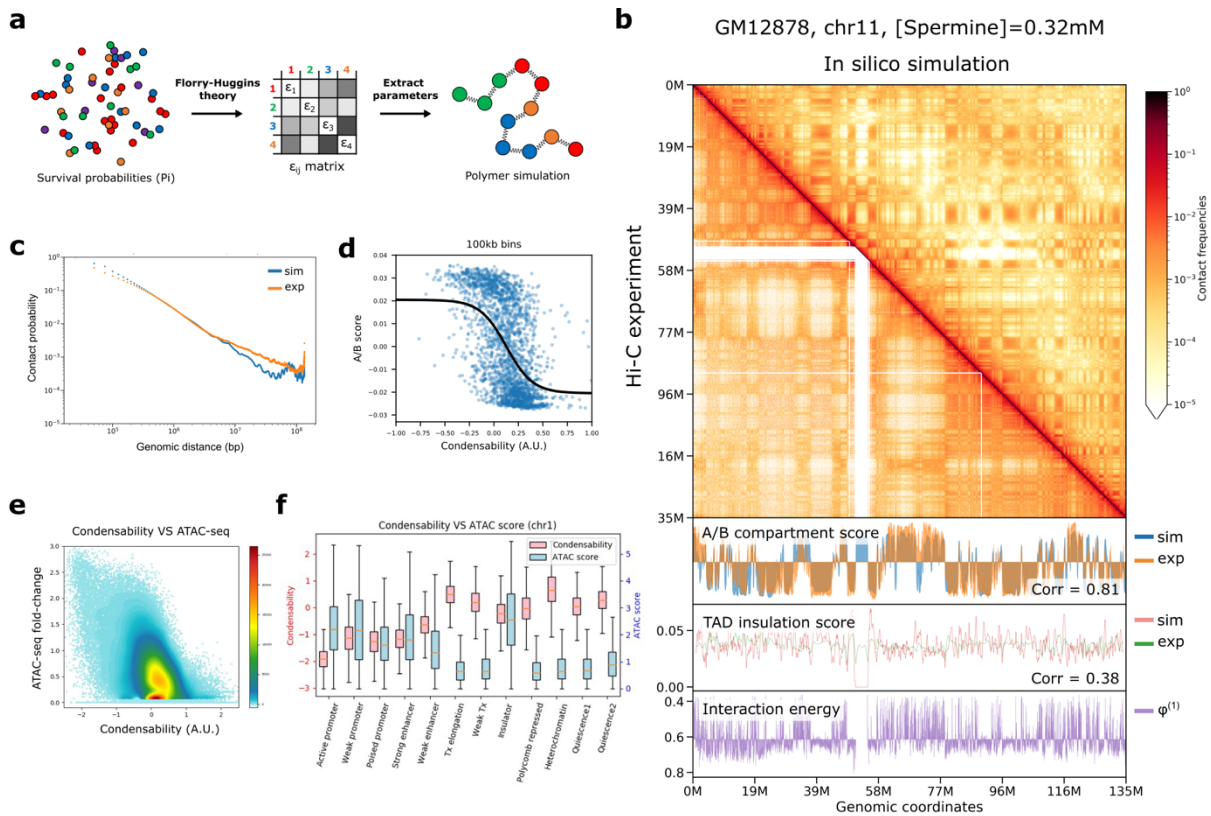 a
Florry-Huggins
theory
Extract
parameters
1 2 3 4
1 ε1
2 ε2
3 ε3
4 ε4
Survival probabilities (Pi)
εij matrix
Polymer simulation
b
GM12878, chr11, [Spermine]=0.32mM
In silico simulation
Hi-C experiment
0M
19M
39M
58M
77M
96M
16M
35M
10^0
10^-1
10^-2
10^-3
10^-4
10^-5
Contact frequencies
A/B compartment score
Corr = 0.81
sim
exp
TAD insulation score
0.05
0.00
Corr = 0.38
sim
exp
Interaction energy
0.4
0.6
0.8
φ(1)
0M 19M 39M 58M 77M 96M 116M 135M
Genomic coordinates
c
sim
exp
Contact probability
10^0
10^-1
10^-2
10^-3
10^-4
10^-5
10^5 10^6 10^7 10^8
Genomic distance (bp)
d
100kb bins
A/B score
0.04
0.03
0.02
0.01
0.00
−0.01
−0.02
−0.03
−1.00 −0.75 −0.50 −0.25 0.00 0.25 0.50 0.75 1.00
Condensability (A.U.)
e
Condensability VS ATAC-seq
ATAC-seq fold-change
3.0
2.5
2.0
1.5
1.0
0.5
0.0
−2 −1 0 1 2
Condensability (A.U.)
f
Condensability VS ATAC score (chr1)
Condensability
ATAC score
Condensability
2
1
0
−1
−2
−3
5
4
3
2
1
0
ATAC score
Active promoter
Weak promoter
Poised promoter
Strong enhancer
Weak enhancer
Tx elongation
Weak Tx
Insulator
Polycomb repressed
Heterochromatin
Quiescence1
Quiescence2